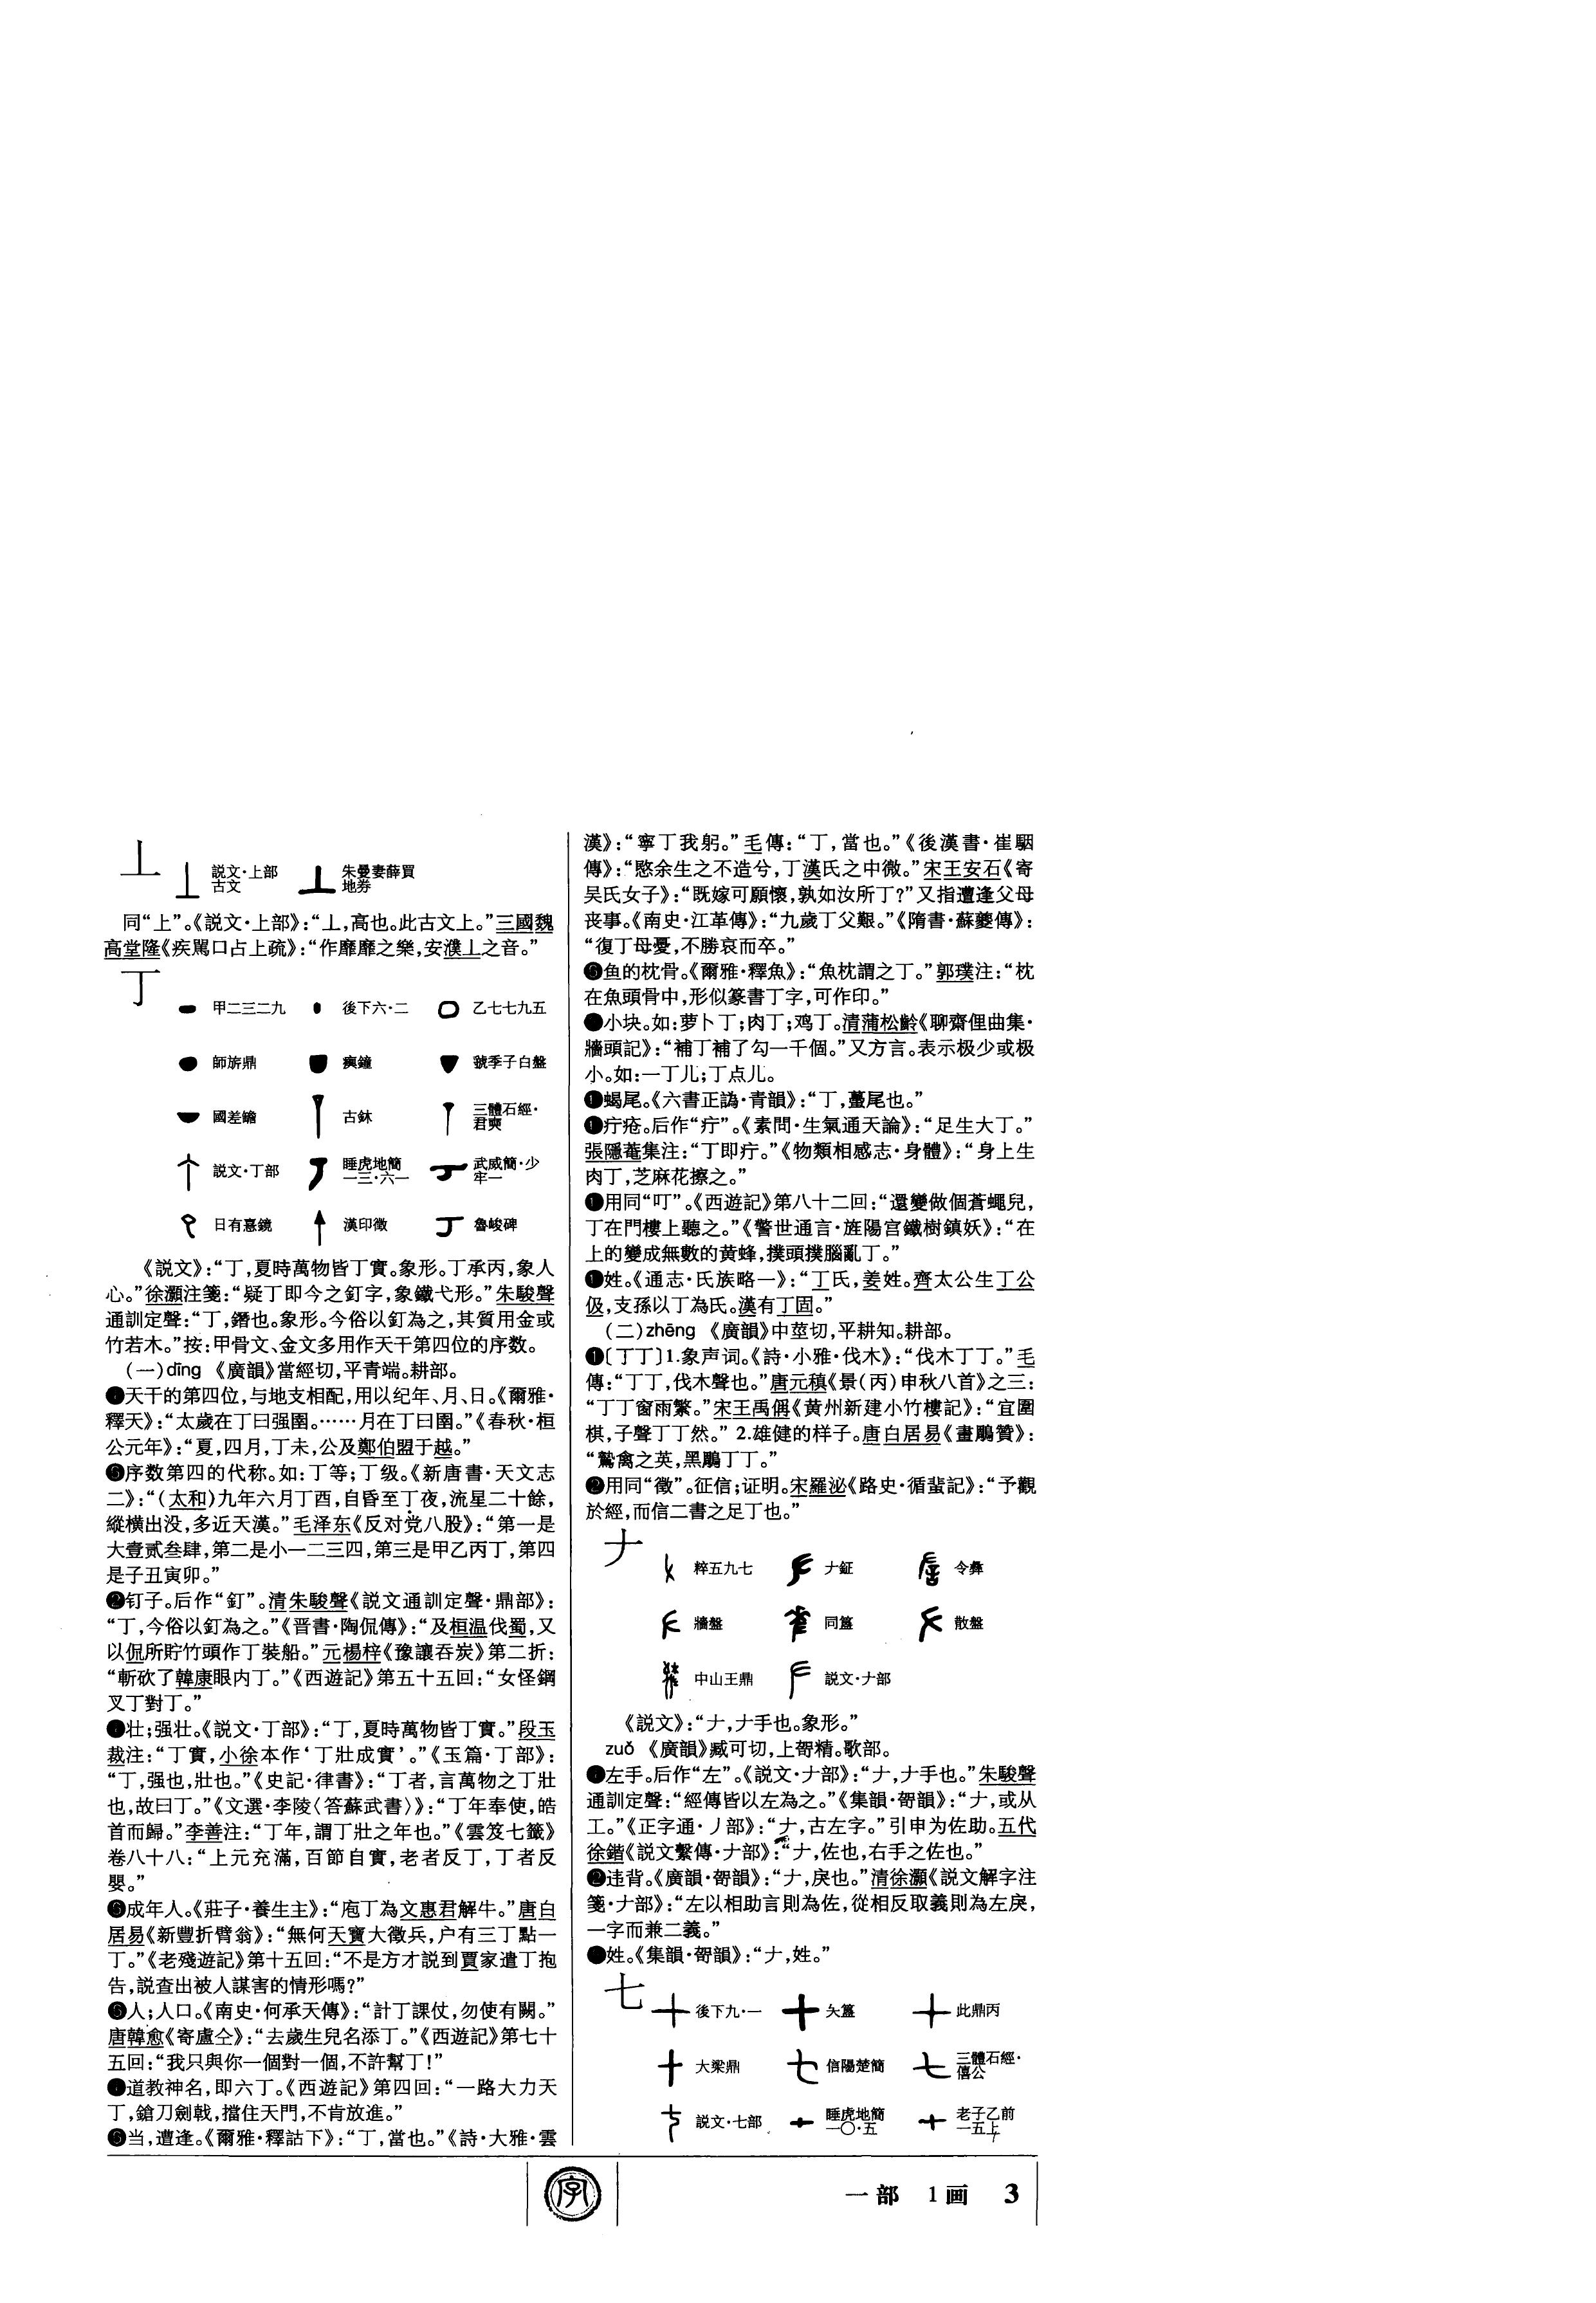 丄
説文·上部
古文
朱曼妻薛買
地券
同“上”。《説文·上部》：“丄，高也。此古文上。”三國魏
高堂隆《疾駡口占上疏》：“作靡靡之樂，安濮丄之音。”
丁
甲二三二九　後下六·二　乙七七九五
師旂鼎　𤼈鐘　虢季子白盤
國差𦉜　古鉢　三體石經·
君奭
説文·丁部　睡虎地簡
一三·六一　武威簡·少
牢一
日有憙鏡　漢印徵　魯峻碑
《説文》：“丁，夏時萬物皆丁實。象形。丁承丙，象人
心。”徐灝注箋：“疑丁即今之釘字，象鐵弋形。”朱駿聲
通訓定聲：“丁，鐕也。象形。今俗以釘為之，其質用金或
竹若木。”按：甲骨文、金文多用作天干第四位的序数。
（一）dīng 《廣韻》當經切，平青端。耕部。
天干的第四位，与地支相配，用以纪年、月、日。《爾雅·
釋天》：“太歲在丁曰强圉。……月在丁曰圉。”《春秋·桓
公元年》：“夏，四月，丁未，公及鄭伯盟于越。”
序数第四的代称。如：丁等；丁级。《新唐書·天文志
二》：“（太和）九年六月丁酉，自昏至丁夜，流星二十餘，
縱横出没，多近天漢。”毛泽东《反对党八股》：“第一是
大壹贰叁肆，第二是小一二三四，第三是甲乙丙丁，第四
是子丑寅卯。”
❷钉子。后作“釘”。清朱駿聲《説文通訓定聲·鼎部》：
“丁，今俗以釘為之。”《晋書·陶侃傳》：“及桓温伐蜀，又
以侃所貯竹頭作丁裝船。”元楊梓《豫讓吞炭》第二折：
“斬砍了韓康眼内丁。”《西遊記》第五十五回：“女怪鋼
叉丁對丁。”
壮；强壮。《説文·丁部》：“丁，夏時萬物皆丁實。”段玉
裁注：“丁實，小徐本作‘丁壯成實’。”《玉篇·丁部》：
“丁，强也，壯也。”《史記·律書》：“丁者，言萬物之丁壯
也，故曰丁。”《文選·李陵〈答蘇武書〉》：“丁年奉使，皓
首而歸。”李善注：“丁年，謂丁壯之年也。”《雲笈七籤》
卷八十八：“上元充滿，百節自實，老者反丁，丁者反
嬰。”
成年人。《莊子·養生主》：“庖丁為文惠君解牛。”唐白
居易《新豐折臂翁》：“無何天寶大徵兵，户有三丁點一
丁。”《老殘遊記》第十五回：“不是方才説到賈家遣丁抱
告，説查出被人謀害的情形嗎？”
人；人口。《南史·何承天傳》：“計丁課仗，勿使有闕。”
唐韓愈《寄盧仝》：“去歲生兒名添丁。”《西遊記》第七十
五回：“我只與你一個對一個，不許幫丁！”
道教神名，即六丁。《西遊記》第四回：“一路大力天
丁，鎗刀劍戟，擋住天門，不肯放進。”
当，遭逢。《爾雅·釋詁下》：“丁，當也。”《詩·大雅·雲
漢》：“寧丁我躬。”毛傳：“丁，當也。”《後漢書·崔駰
傳》：“愍余生之不造兮，丁漢氏之中微。”宋王安石《寄
吴氏女子》：“既嫁可願懷，孰如汝所丁？”又指遭逢父母
丧事。《南史·江革傳》：“九歲丁父艱。”《隋書·蘇夔傳》：
“復丁母憂，不勝哀而卒。”
鱼的枕骨。《爾雅·釋魚》：“魚枕謂之丁。”郭璞注：“枕
在魚頭骨中，形似篆書丁字，可作印。”
小块。如：萝卜丁；肉丁；鸡丁。清蒲松齡《聊齋俚曲集·
牆頭記》：“補丁補了勾一千個。”又方言。表示极少或极
小。如：一丁儿；丁点儿。
蝎尾。《六書正譌·青韻》：“丁，蠆尾也。”
疔疮。后作“疔”。《素問·生氣通天論》：“足生大丁。”
張隱菴集注：“丁即疔。”《物類相感志·身體》：“身上生
肉丁，芝麻花擦之。”
用同“叮”。《西遊記》第八十二回：“還變做個蒼蠅兒，
丁在門樓上聽之。”《警世通言·旌陽宫鐵樹鎮妖》：“在
上的變成無數的黄蜂，撲頭撲腦亂丁。”
姓。《通志·氏族略一》：“丁氏，姜姓。齊太公生丁公
伋，支孫以丁為氏。漢有丁固。”
（二）zhēng 《廣韻》中莖切，平耕知。耕部。
❶〔丁丁〕1.象声词。《詩·小雅·伐木》：“伐木丁丁。”毛
傳：“丁丁，伐木聲也。”唐元稹《景（丙）申秋八首》之三：
“丁丁窗雨繁。”宋王禹偁《黄州新建小竹樓記》：“宜圍
棋，子聲丁丁然。” 2.雄健的样子。唐白居易《畫鵰贊》：
“鷙禽之英，黑鵰丁丁。”
❷用同“徵”。征信；证明。宋羅泌《路史·循蜚記》：“予觀
於經，而信二書之足丁也。”
𠂇
粹五九七　𠂇鉦　令彝
牆盤　同簋　散盤
中山王鼎　説文·𠂇部
《説文》：“𠂇，𠂇手也。象形。”
zuǒ 《廣韻》臧可切，上哿精。歌部。
左手。后作“左”。《説文·𠂇部》：“𠂇，𠂇手也。”朱駿聲
通訓定聲：“經傳皆以左為之。”《集韻·哿韻》：“𠂇，或从
工。”《正字通·丿部》：“𠂇，古左字。”引申为佐助。五代
徐鍇《説文繫傳·𠂇部》：“𠂇，佐也，右手之佐也。”
❷违背。《廣韻·哿韻》：“𠂇，戾也。”清徐灝《説文解字注
箋·𠂇部》：“左以相助言則為佐，從相反取義則為左戾，
一字而兼二義。”
姓。《集韻·哿韻》：“𠂇，姓。”
七
後下九·一　矢簋　此鼎丙
大梁鼎　信陽楚簡　三體石經·
僖公
説文·七部　睡虎地簡
一〇·五　老子乙前
一五上
字
一部　1画　3